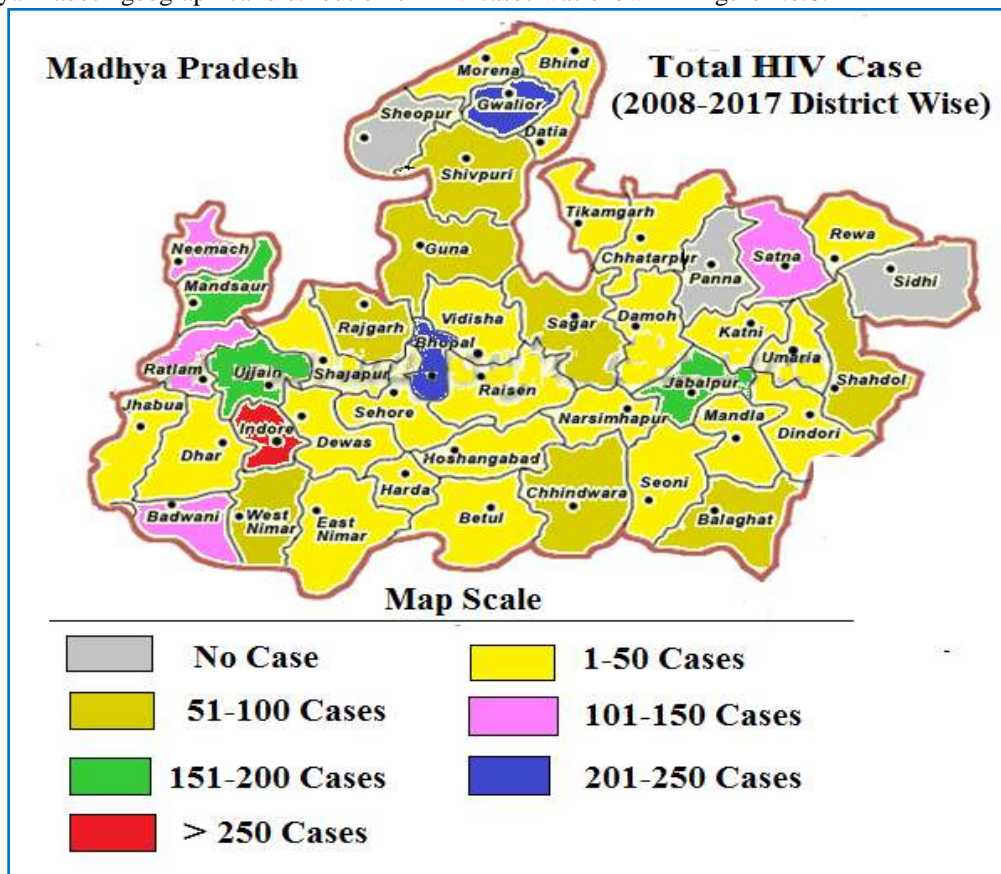 Madhya Pradesh
Total HIV Case
(2008-2017 District Wise)
Morena
Bhind
Gwalior
Sheopur
Datia
Shivpuri
Tikamgarh
Rewa
Neemach
Guna
Chhatarpur
Satna
Panna
Sidhi
Mandsaur
Vidisha
Rajgarh
Sagar
Damoh
Katni
Bhopal
Umaria
Ratlam
Ujjain
Shajapur
Raisen
Jabalpur
Shahdol
Jhabua
Sehore
Narsimhapur
Mandla
Indore
Dewas
Dindori
Dhar
Hoshangabad
Seoni
Harda
Chhindwara
Badwani
West
Nimar
East
Nimar
Betul
Balaghat
Map Scale
No Case
1-50 Cases
51-100 Cases
101-150 Cases
151-200 Cases
201-250 Cases
> 250 Cases